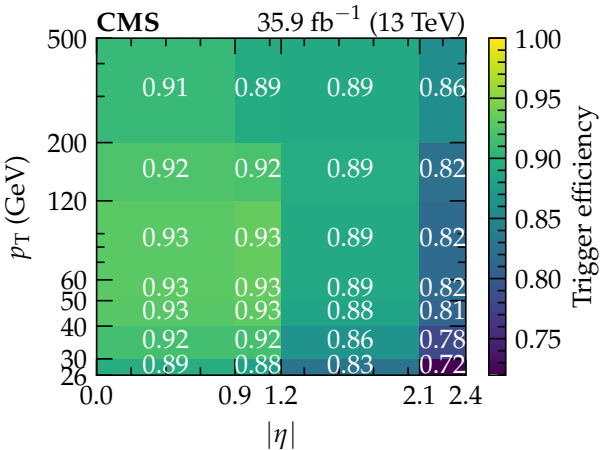 CMS 35.9 fb⁻¹ (13 TeV)
500
200
120
60
50
40
30
26
p_T (GeV)
0.91 0.89 0.89 0.86
0.92 0.92 0.89 0.82
0.93 0.93 0.89 0.82
0.93 0.93 0.89 0.82
0.93 0.93 0.88 0.81
0.92 0.92 0.86 0.78
0.89 0.88 0.83 0.72
0.0 0.9 1.2 2.1 2.4
|η|
1.00
0.95
0.90
0.85
0.80
0.75
Trigger efficiency